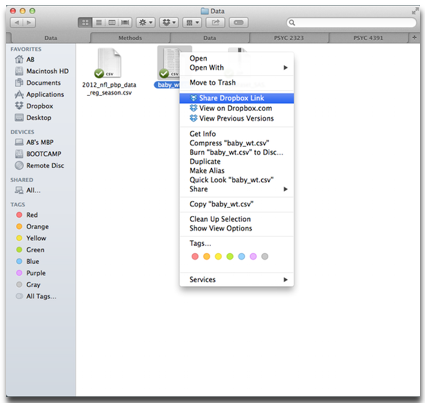 Data
Data
Methods
Data
PSYC 2323
PSYC 4391
FAVORITES
AB
Macintosh HD
Documents
Applications
Dropbox
Desktop
DEVICES
AB's MBP
BOOTCAMP
Remote Disc
SHARED
All...
TAGS
Red
Orange
Yellow
Green
Blue
Purple
Gray
All Tags...
CSV
2012_nfl_pbp_data
_reg_season.csv
CSV
baby_w
Open
Open With
Move to Trash
Share Dropbox Link
View on Dropbox.com
View Previous Versions
Get Info
Compress "baby_wt.csv"
Burn "baby_wt.csv" to Disc...
Duplicate
Make Alias
Quick Look "baby_wt.csv"
Share
Copy "baby_wt.csv"
Clean Up Selection
Show View Options
Tags...
Services